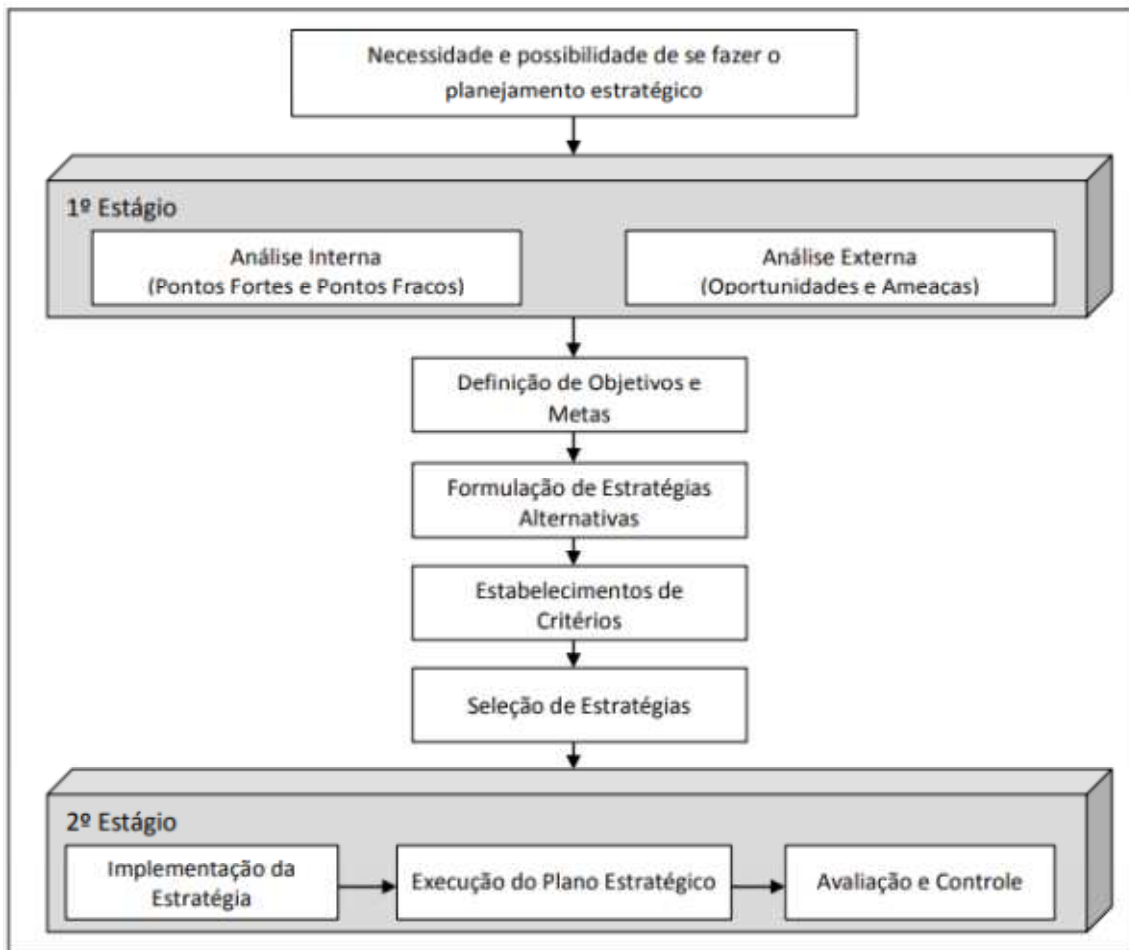 Necessidade e possibilidade de se fazer o
planejamento estratégico
1º Estágio
Análise Interna
(Pontos Fortes e Pontos Fracos)
Análise Externa
(Oportunidades e Ameaças)
Definição de Objetivos e
Metas
Formulação de Estratégias
Alternativas
Estabelecimentos de
Critérios
Seleção de Estratégias
2º Estágio
Implementação da
Estratégia
Execução do Plano Estratégico
Avaliação e Controle